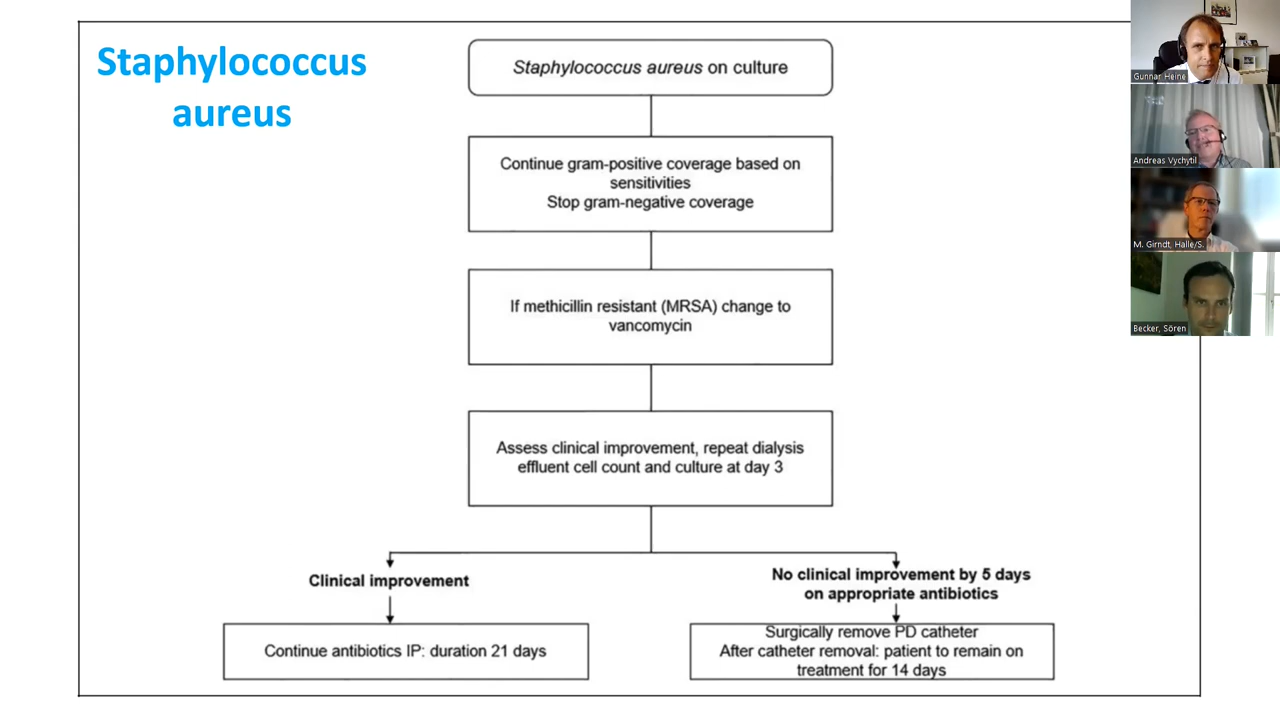 Staphylococcus
aureus
Staphylococcus aureus on culture
Continue gram-positive coverage based on
sensitivities
Stop gram-negative coverage
If methicillin resistant (MRSA) change to
vancomycin
Assess clinical improvement, repeat dialysis
effluent cell count and culture at day 3
Clinical improvement
No clinical improvement by 5 days
on appropriate antibiotics
Continue antibiotics IP: duration 21 days
Surgically remove PD catheter
After catheter removal: patient to remain on
treatment for 14 days
Gunnar Heine
Andreas Vychytil
M. Girndt, Halle/S.
Becker, Sören